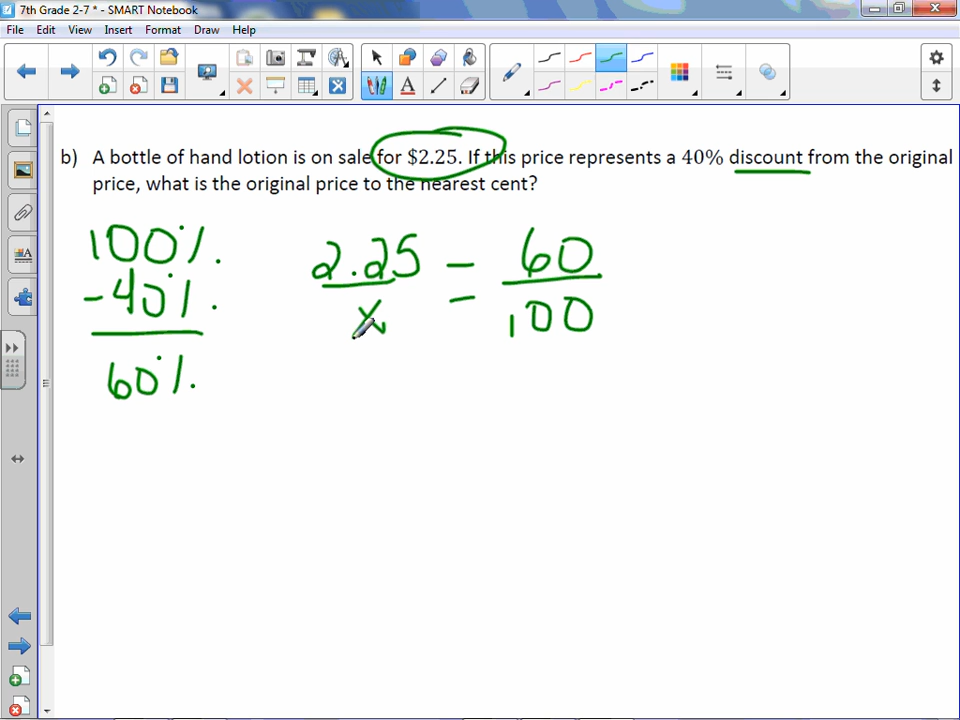 7th Grade 2-7 * - SMART Notebook
File Edit View Insert Format Draw Help
b) A bottle of hand lotion is on sale for $2.25. If this price represents a 40% discount from the original
price, what is the original price to the nearest cent?
100%.
-40%.
60%.
2.25 = 60
x 100